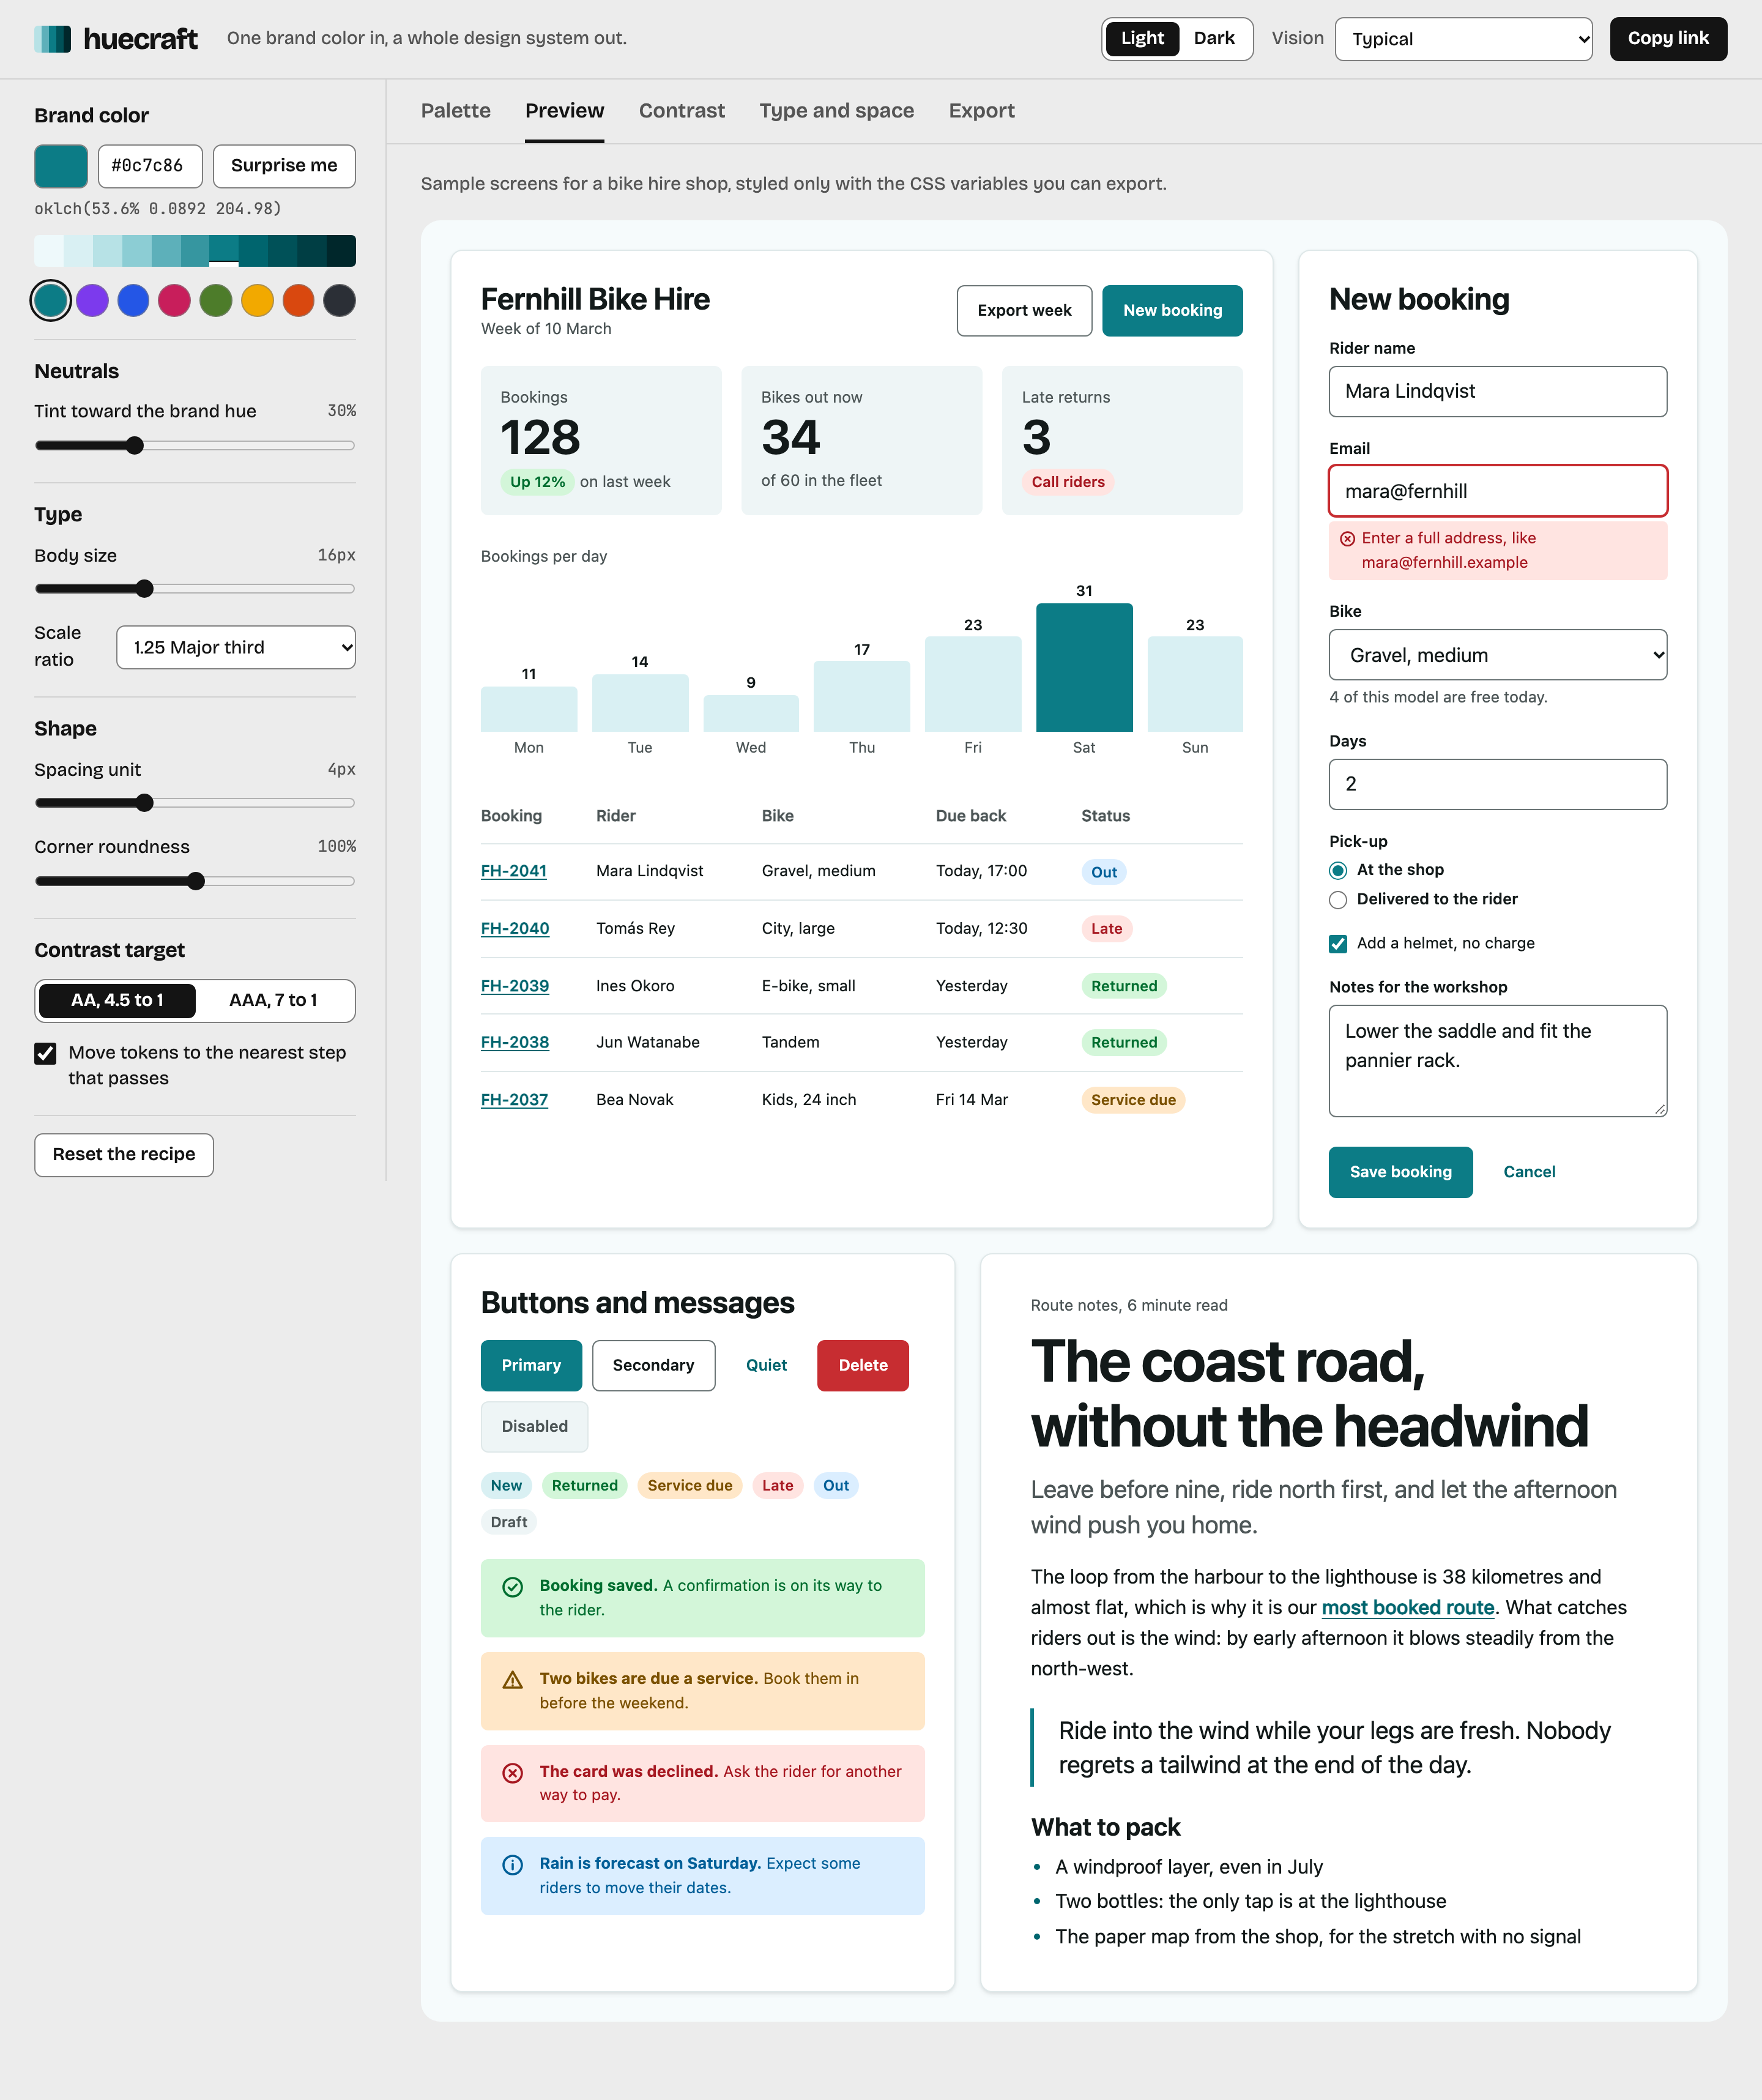 huecraft
One brand color in, a whole design system out.
Light Dark
Vision
Typical
Copy link
Brand color
#0c7c86
Surprise me
oklch(53.6% 0.0892 204.98)
Neutrals
Tint toward the brand hue 30%
Type
Body size 16px
Scale
ratio
1.25 Major third
Shape
Spacing unit 4px
Corner roundness 100%
Contrast target
AA, 4.5 to 1 AAA, 7 to 1
Move tokens to the nearest step
that passes
Reset the recipe
Palette Preview Contrast Type and space Export
Sample screens for a bike hire shop, styled only with the CSS variables you can export.
Fernhill Bike Hire
Week of 10 March
Export week
New booking
Bookings
128
Up 12% on last week
Bikes out now
34
of 60 in the fleet
Late returns
3
Call riders
Bookings per day
11 14 9 17 23 31 23
Mon Tue Wed Thu Fri Sat Sun
Booking Rider Bike Due back Status
FH-2041 Mara Lindqvist Gravel, medium Today, 17:00 Out
FH-2040 Tomás Rey City, large Today, 12:30 Late
FH-2039 Ines Okoro E-bike, small Yesterday Returned
FH-2038 Jun Watanabe Tandem Yesterday Returned
FH-2037 Bea Novak Kids, 24 inch Fri 14 Mar Service due
New booking
Rider name
Mara Lindqvist
Email
mara@fernhill
Enter a full address, like
mara@fernhill.example
Bike
Gravel, medium
4 of this model are free today.
Days
2
Pick-up
At the shop
Delivered to the rider
Add a helmet, no charge
Notes for the workshop
Lower the saddle and fit the
pannier rack.
Save booking
Cancel
Buttons and messages
Primary Secondary Quiet Delete
Disabled
New Returned Service due Late Out
Draft
Booking saved. A confirmation is on its way to
the rider.
Two bikes are due a service. Book them in
before the weekend.
The card was declined. Ask the rider for another
way to pay.
Rain is forecast on Saturday. Expect some
riders to move their dates.
Route notes, 6 minute read
The coast road,
without the headwind
Leave before nine, ride north first, and let the afternoon
wind push you home.
The loop from the harbour to the lighthouse is 38 kilometres and
almost flat, which is why it is our most booked route. What catches
riders out is the wind: by early afternoon it blows steadily from the
north-west.
Ride into the wind while your legs are fresh. Nobody
regrets a tailwind at the end of the day.
What to pack
• A windproof layer, even in July
• Two bottles: the only tap is at the lighthouse
• The paper map from the shop, for the stretch with no signal